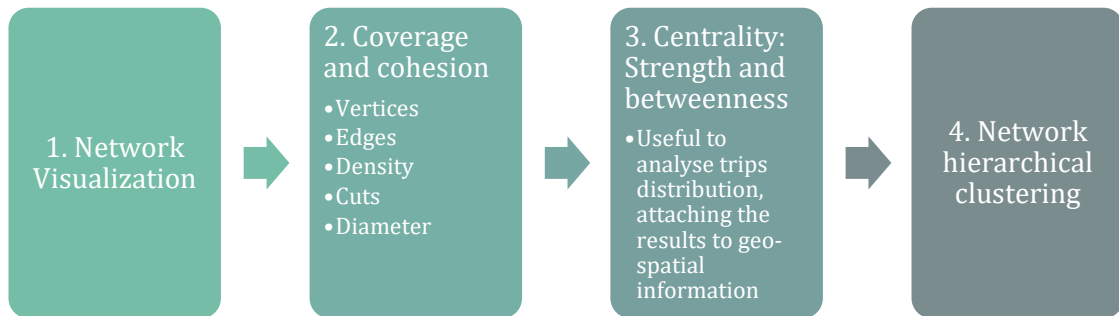 1. Network
Visualization
2. Coverage
and cohesion
•Vertices
•Edges
•Density
•Cuts
•Diameter
3. Centrality:
Strength and
betweenness
•Useful to
analyse trips
distribution,
attaching the
results to geo-
spatial
information
4. Network
hierarchical
clustering